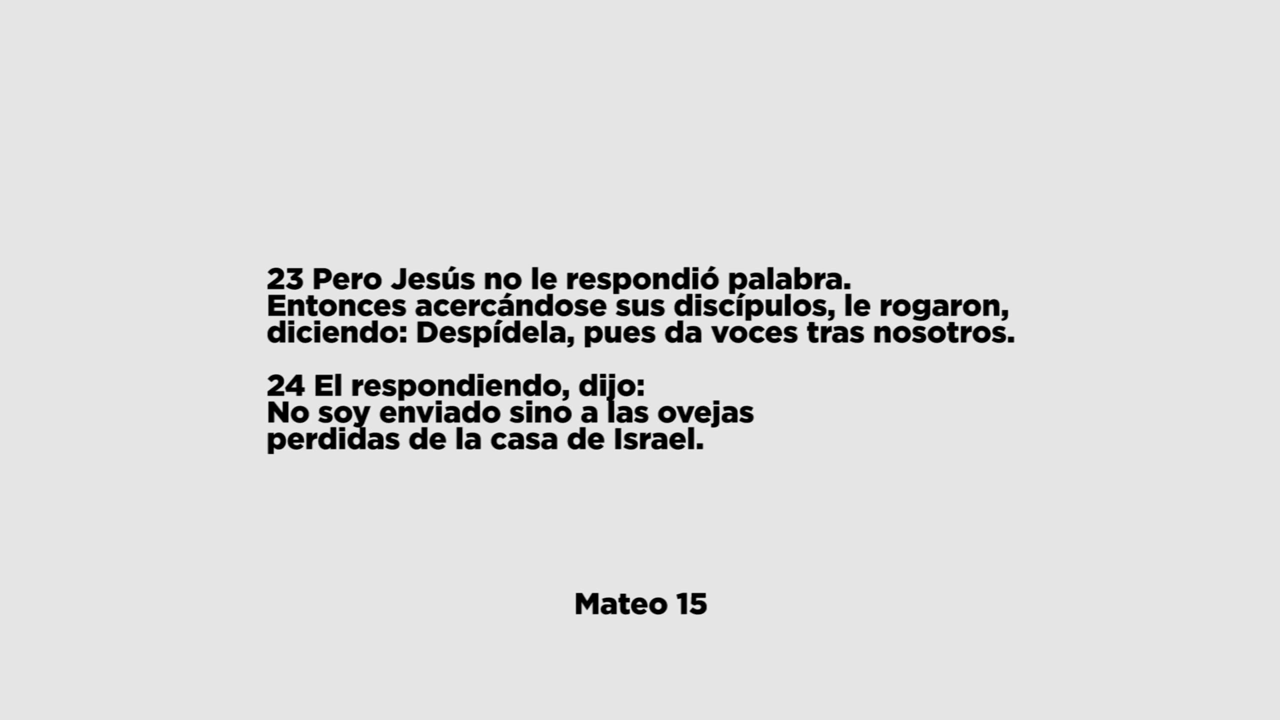 23 Pero Jesús no le respondió palabra.
Entonces acercándose sus discípulos, le rogaron,
diciendo: Despídela, pues da voces tras nosotros.
24 El respondiendo, dijo:
No soy enviado sino a las ovejas
perdidas de la casa de Israel.
Mateo 15